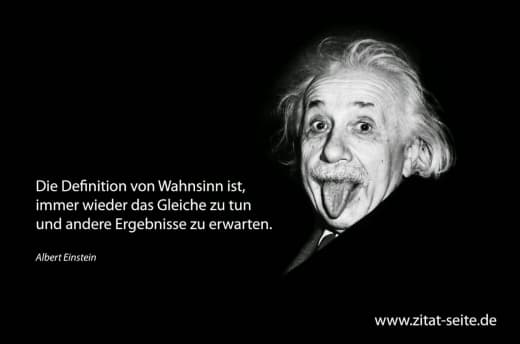 Die Definition von Wahnsinn ist,
immer wieder das Gleiche zu tun
und andere Ergebnisse zu erwarten.
Albert Einstein
www.zitat-seite.de